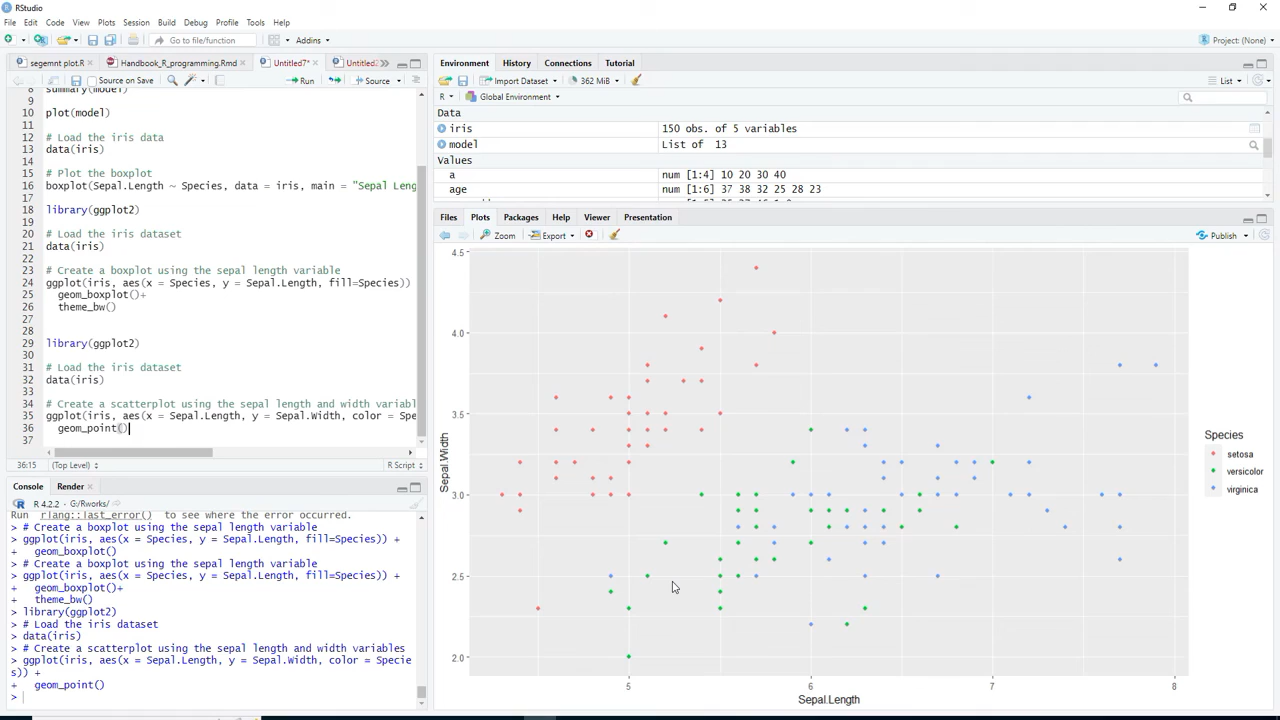 RStudio
File Edit Code View Plots Session Build Debug Profile Tools Help
Go to file/function Addins Project: (None)
segemnt plot.R Handbook_R_programming.Rmd Untitled7* Untitled2
Source on Save Run Source
8 summary(model)
9
10 plot(model)
11
12 # Load the iris data
13 data(iris)
14
15 # Plot the boxplot
16 boxplot(Sepal.Length ~ Species, data = iris, main = "Sepal Leng
17
18 library(ggplot2)
19
20 # Load the iris dataset
21 data(iris)
22
23 # Create a boxplot using the sepal length variable
24 ggplot(iris, aes(x = Species, y = Sepal.Length, fill=Species))
25 geom_boxplot()+
26 theme_bw()
27
28
29 library(ggplot2)
30
31 # Load the iris dataset
32 data(iris)
33
34 # Create a scatterplot using the sepal length and width variabl
35 ggplot(iris, aes(x = Sepal.Length, y = Sepal.Width, color = Spe
36 geom_point()
37
36:15 (Top Level) R Script
Console Render
R 4.2.2 · G:/Rworks/
Run `rlang::last_error()` to see where the error occurred.
> # Create a boxplot using the sepal length variable
> ggplot(iris, aes(x = Species, y = Sepal.Length, fill=Species)) +
+ geom_boxplot()
> # Create a boxplot using the sepal length variable
> ggplot(iris, aes(x = Species, y = Sepal.Length, fill=Species)) +
+ geom_boxplot()+
+ theme_bw()
> library(ggplot2)
> # Load the iris dataset
> data(iris)
> # Create a scatterplot using the sepal length and width variables
> ggplot(iris, aes(x = Sepal.Length, y = Sepal.Width, color = Specie
s)) +
+ geom_point()
>
Environment History Connections Tutorial
Import Dataset 362 MiB List
R Global Environment
Data
iris 150 obs. of 5 variables
model List of 13
Values
a num [1:4] 10 20 30 40
age num [1:6] 37 38 32 25 28 23
Files Plots Packages Help Viewer Presentation
Zoom Export Publish
4.5
4.0
3.5
3.0
2.5
2.0
Sepal.Width
5 6 7 8
Sepal.Length
Species
setosa
versicolor
virginica